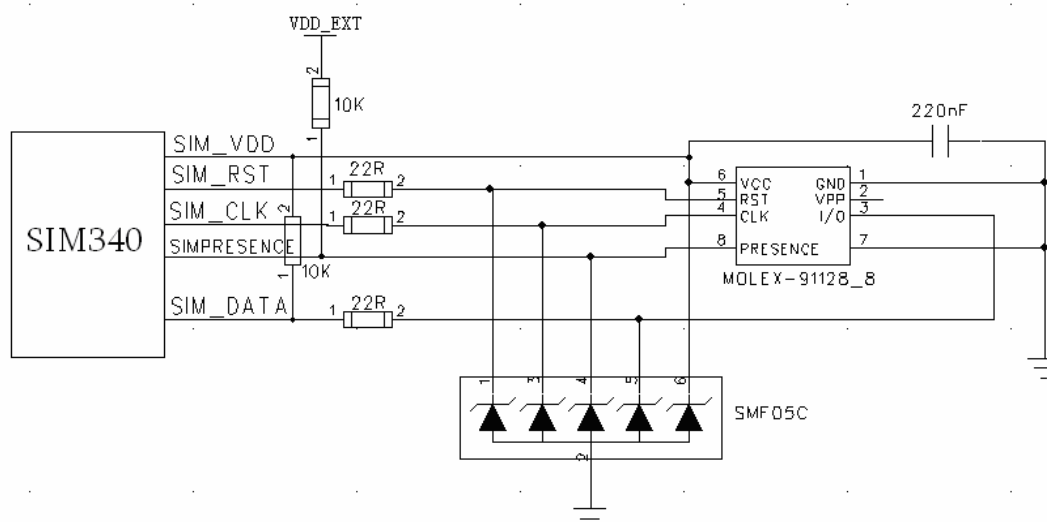 VDD_EXT
2
10K
1
220nF
SIM_VDD
SIM_RST
1 22R 2
6 VCC GND 1
5 RST VPP 2
4 CLK I/O 3
SIM_CLK
2
1 22R 2
SIM340
SIMPRESENCE
8 PRESENCE 7
1 10K
MOLEX-91128_8
SIM_DATA
1 22R 2
1 3 4 5 6
SMF05C
2